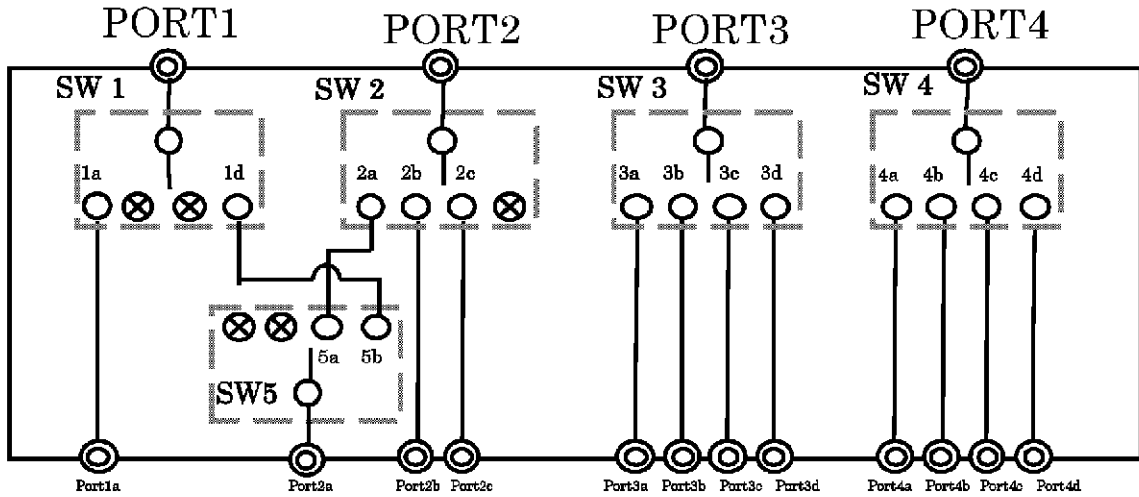 PORT1 PORT2 PORT3 PORT4
SW 1 SW 2 SW 3 SW 4
1a 1d 2a 2b 2c 3a 3b 3c 3d 4a 4b 4c 4d
5a 5b
SW5
Port1a Port2a Port2b Port2c Port3a Port3b Port3c Port3d Port4a Port4b Port4c Port4d